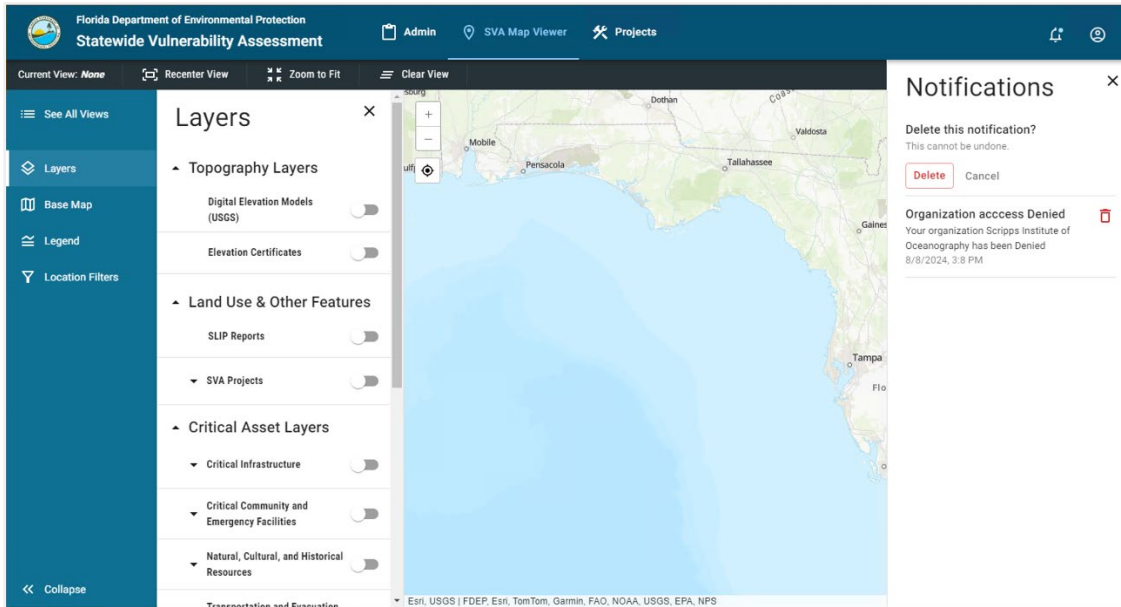 Florida Department of Environmental Protection
Statewide Vulnerability Assessment
Admin
SVA Map Viewer
Projects
Current View: None
Recenter View
Zoom to Fit
Clear View
See All Views
Layers
Base Map
Legend
Location Filters
Collapse
Layers
Topography Layers
Digital Elevation Models
(USGS)
Elevation Certificates
Land Use & Other Features
SLIP Reports
SVA Projects
Critical Asset Layers
Critical Infrastructure
Critical Community and
Emergency Facilities
Natural, Cultural, and Historical
Resources
Transportation and Evacuation
Dothan
Valdosta
Mobile
Pensacola
Tallahassee
Gaines
Tampa
Flo
Esri, USGS | FDEP, Esri, TomTom, Garmin, FAO, NOAA, USGS, EPA, NPS
Notifications
Delete this notification?
This cannot be undone.
Delete
Cancel
Organization acccess Denied
Your organization Scripps Institute of
Oceanography has been Denied
8/8/2024, 3:8 PM